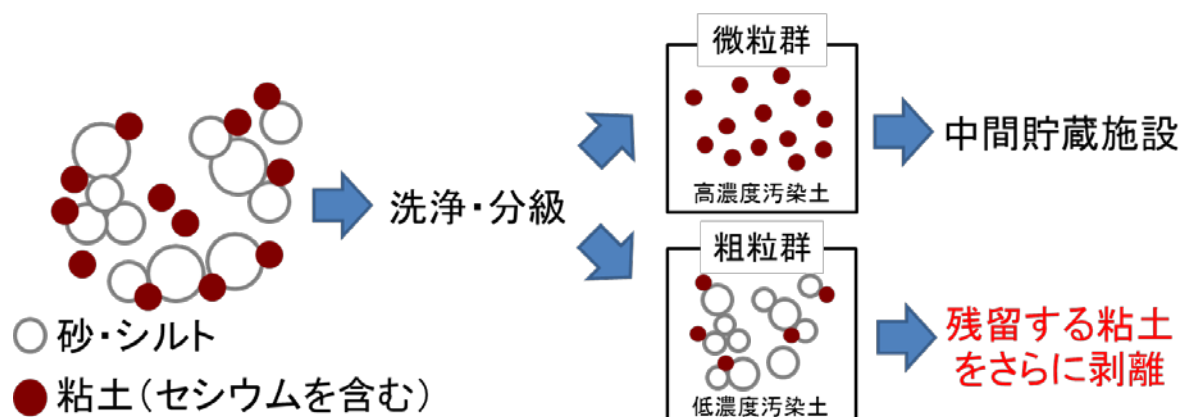 微粒群
高濃度汚染土
中間貯蔵施設
洗浄・分級
粗粒群
低濃度汚染土
残留する粘土
をさらに剥離
砂・シルト
粘土(セシウムを含む)